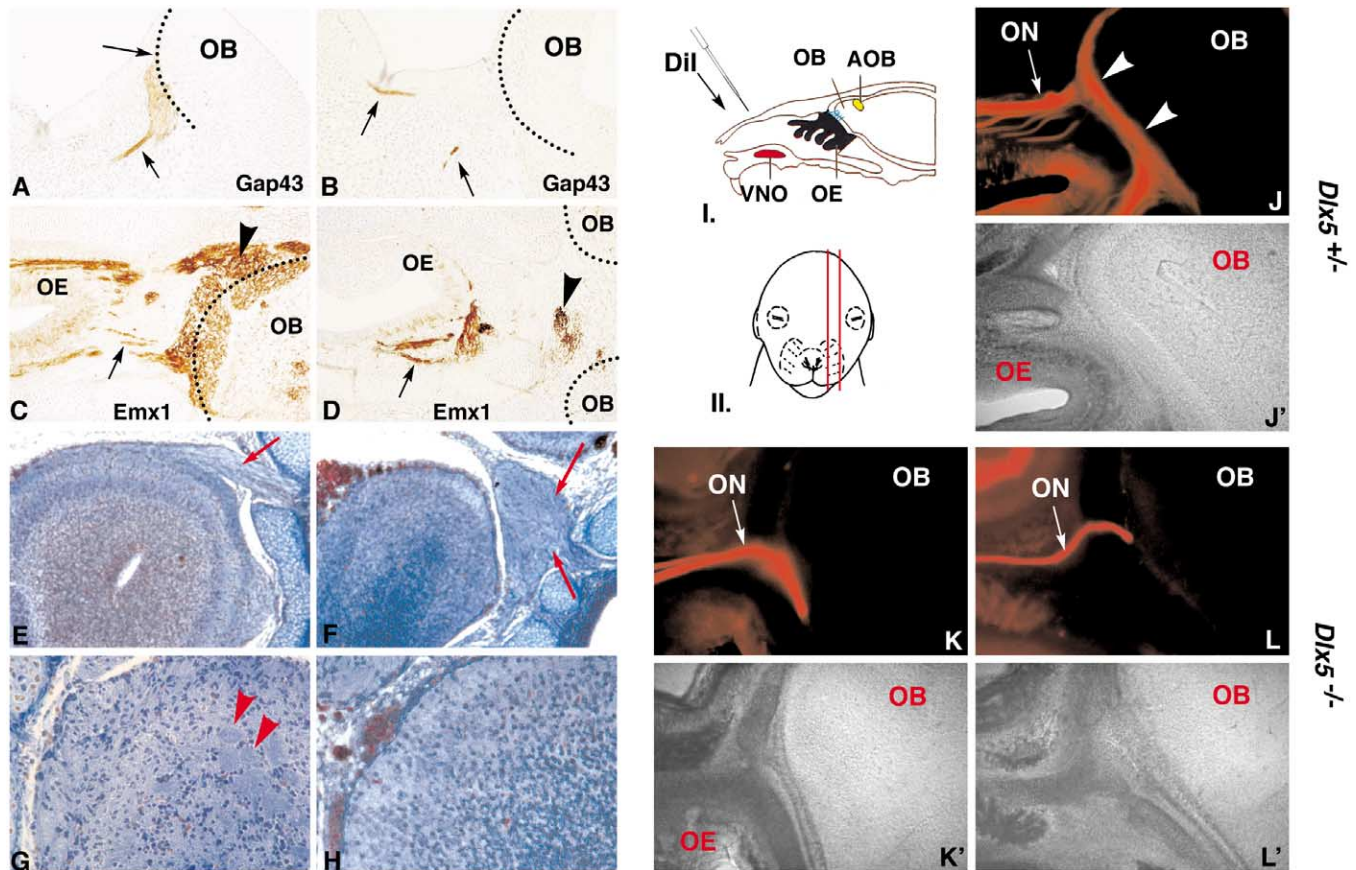 OB
A
Gap43
OB
B
Gap43
OE
OB
C
Emx1
OB
OE
OB
D
Emx1
E
F
G
H
DiI
OB
AOB
VNO
OE
I.
II.
ON
OB
J
OB
OE
J'
Dlx5 +/-
ON
OB
K
ON
OB
L
OB
OE
K'
OB
L'
Dlx5 -/-